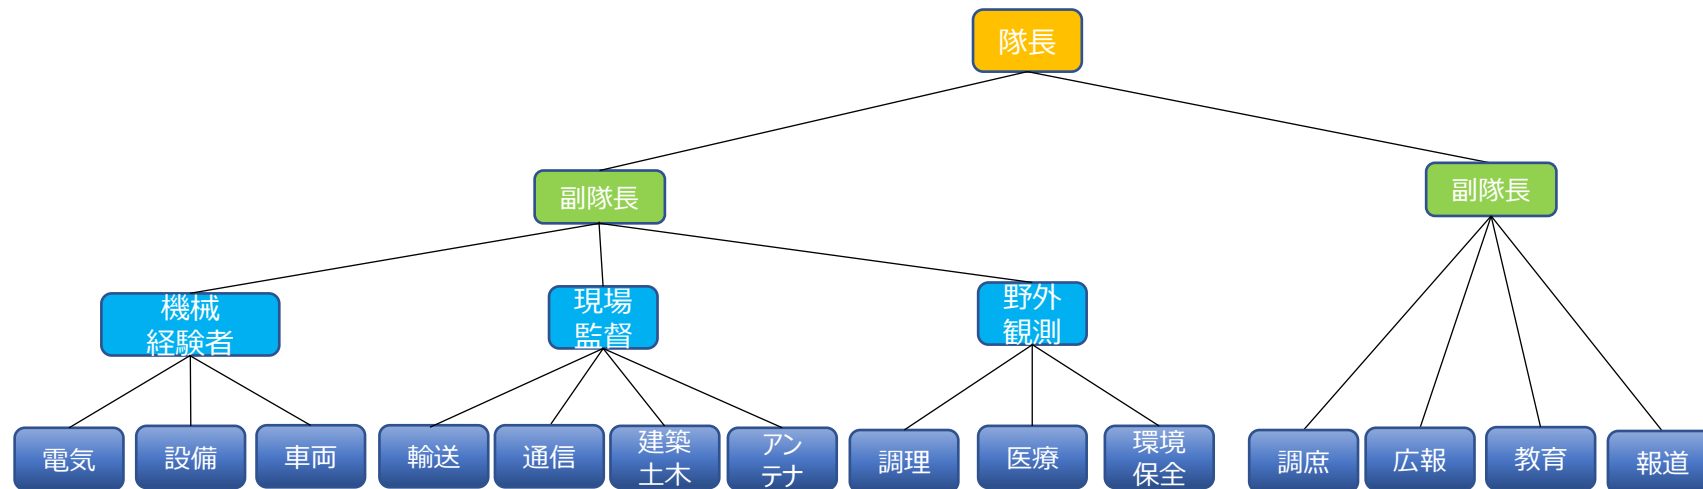 隊長
副隊長
副隊長
機械
経験者
現場
監督
野外
観測
電気
設備
車両
輸送
通信
建築
土木
アン
テナ
調理
医療
環境
保全
調庶
広報
教育
報道